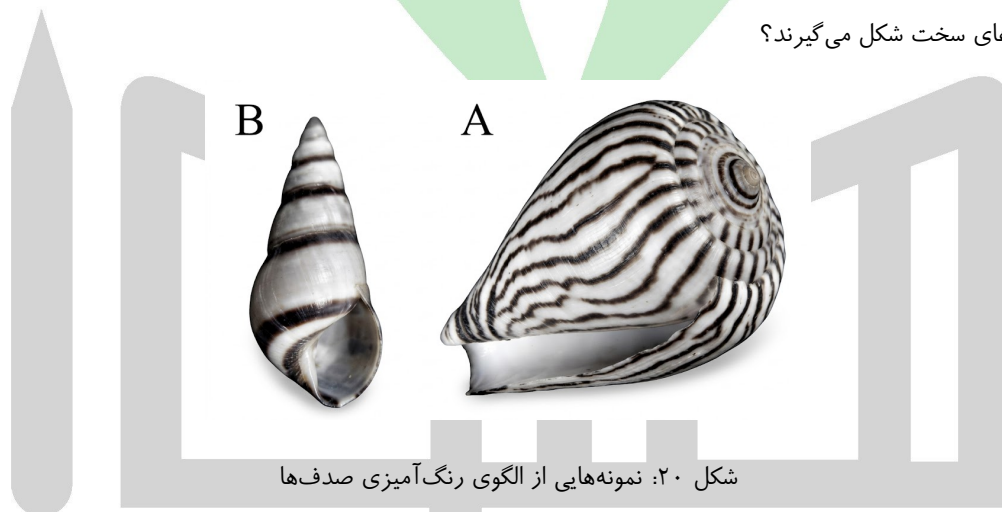 های سخت شکل می‌گیرند؟
B A
شکل ۲۰: نمونه‌هایی از الگوی رنگ‌آمیزی صدف‌ها